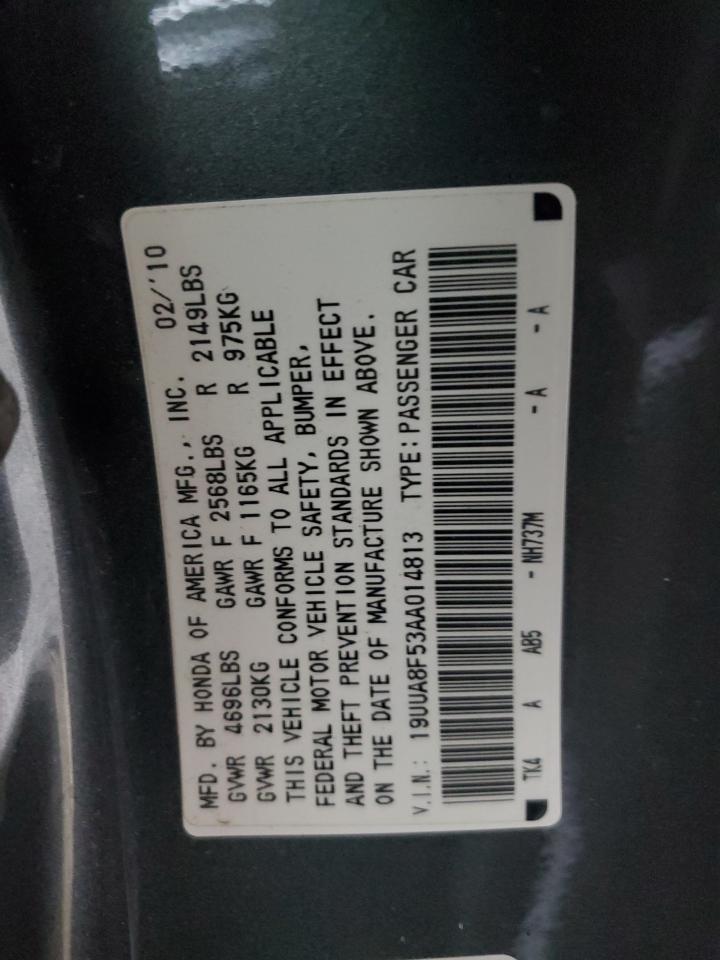 MFD. BY HONDA OF AMERICA MFG., INC. 02/'10
GVWR 4696LBS GAWR F 2568LBS R 2149LBS
GVWR 2130KG GAWR F 1165KG R 975KG
THIS VEHICLE CONFORMS TO ALL APPLICABLE
FEDERAL MOTOR VEHICLE SAFETY, BUMPER,
AND THEFT PREVENTION STANDARDS IN EFFECT
ON THE DATE OF MANUFACTURE SHOWN ABOVE.
V.I.N.: 19UUA8F53AA014813 TYPE:PASSENGER CAR
TK4 A AB5 - NH737M - A - A